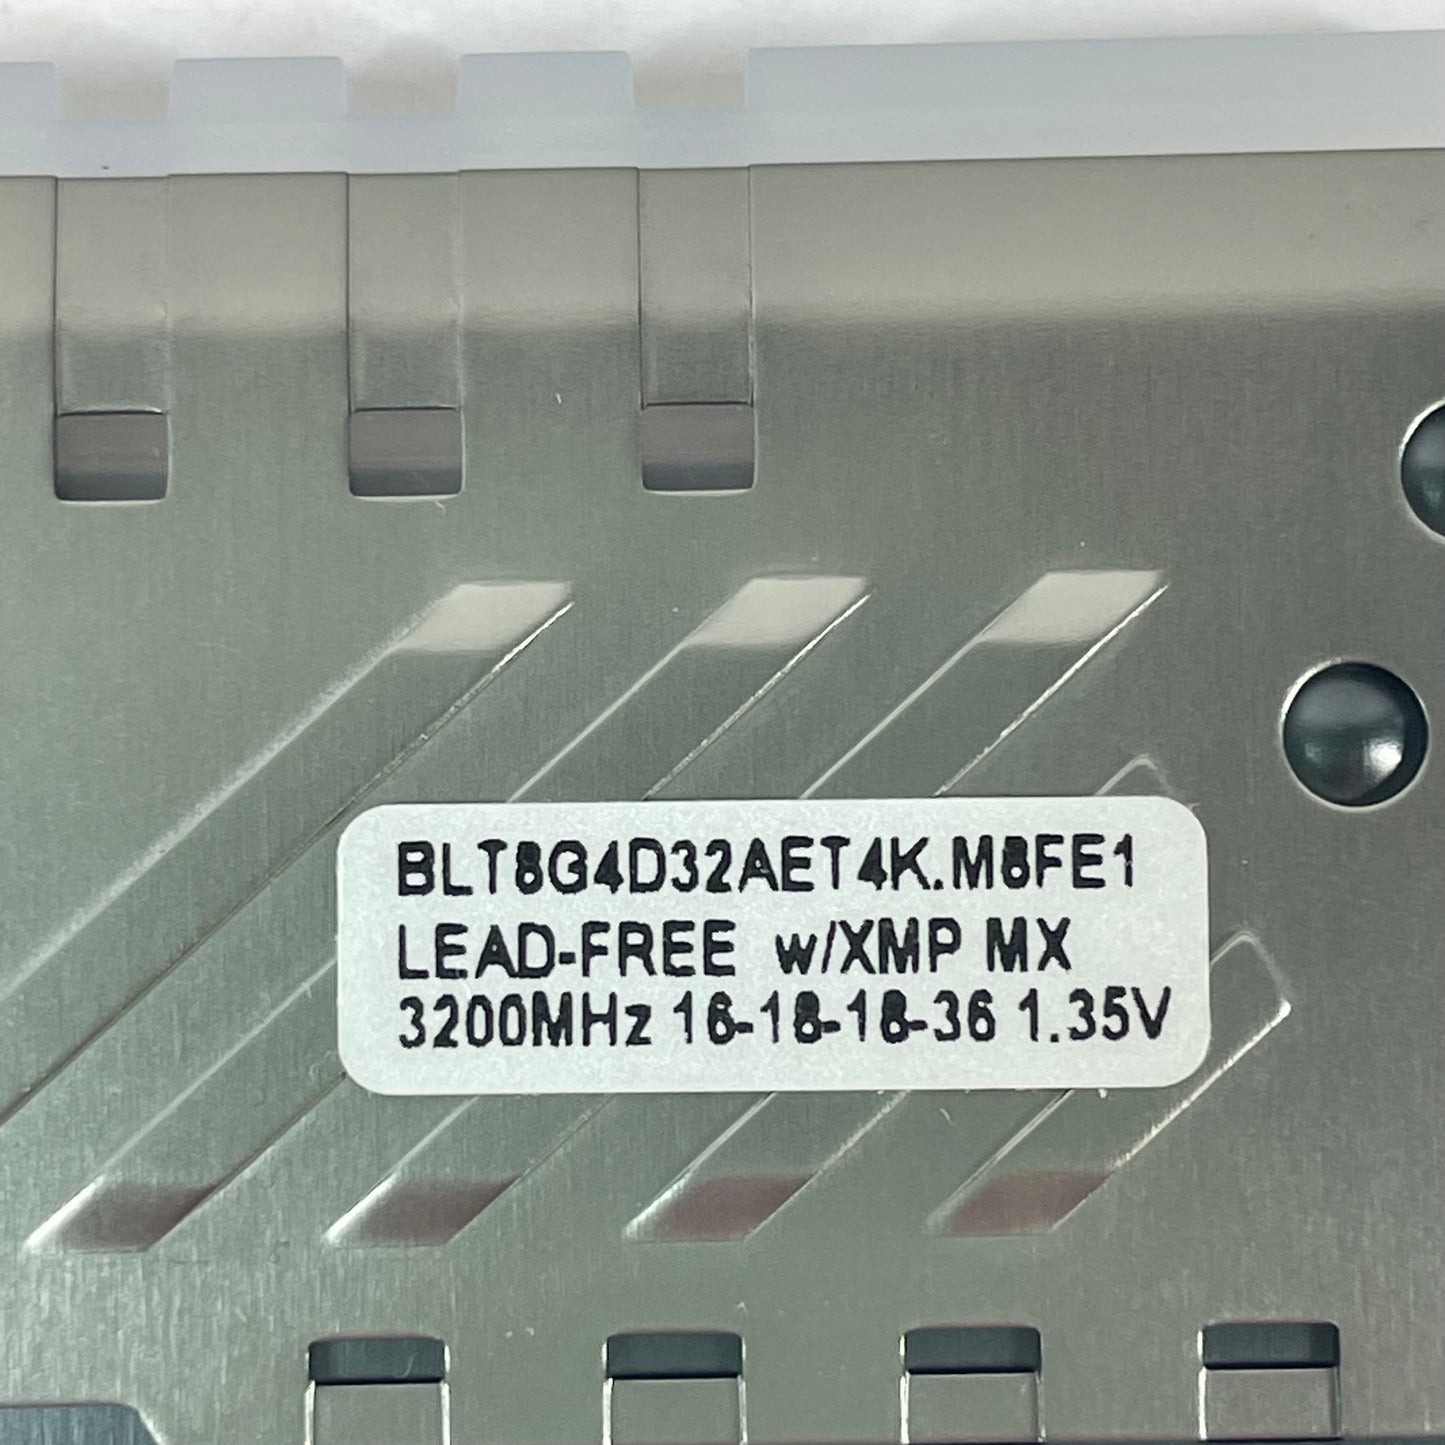 BLT8G4D32AET4K.M8FE1
LEAD-FREE w/XMP MX
3200MHz 16-18-18-36 1.35V